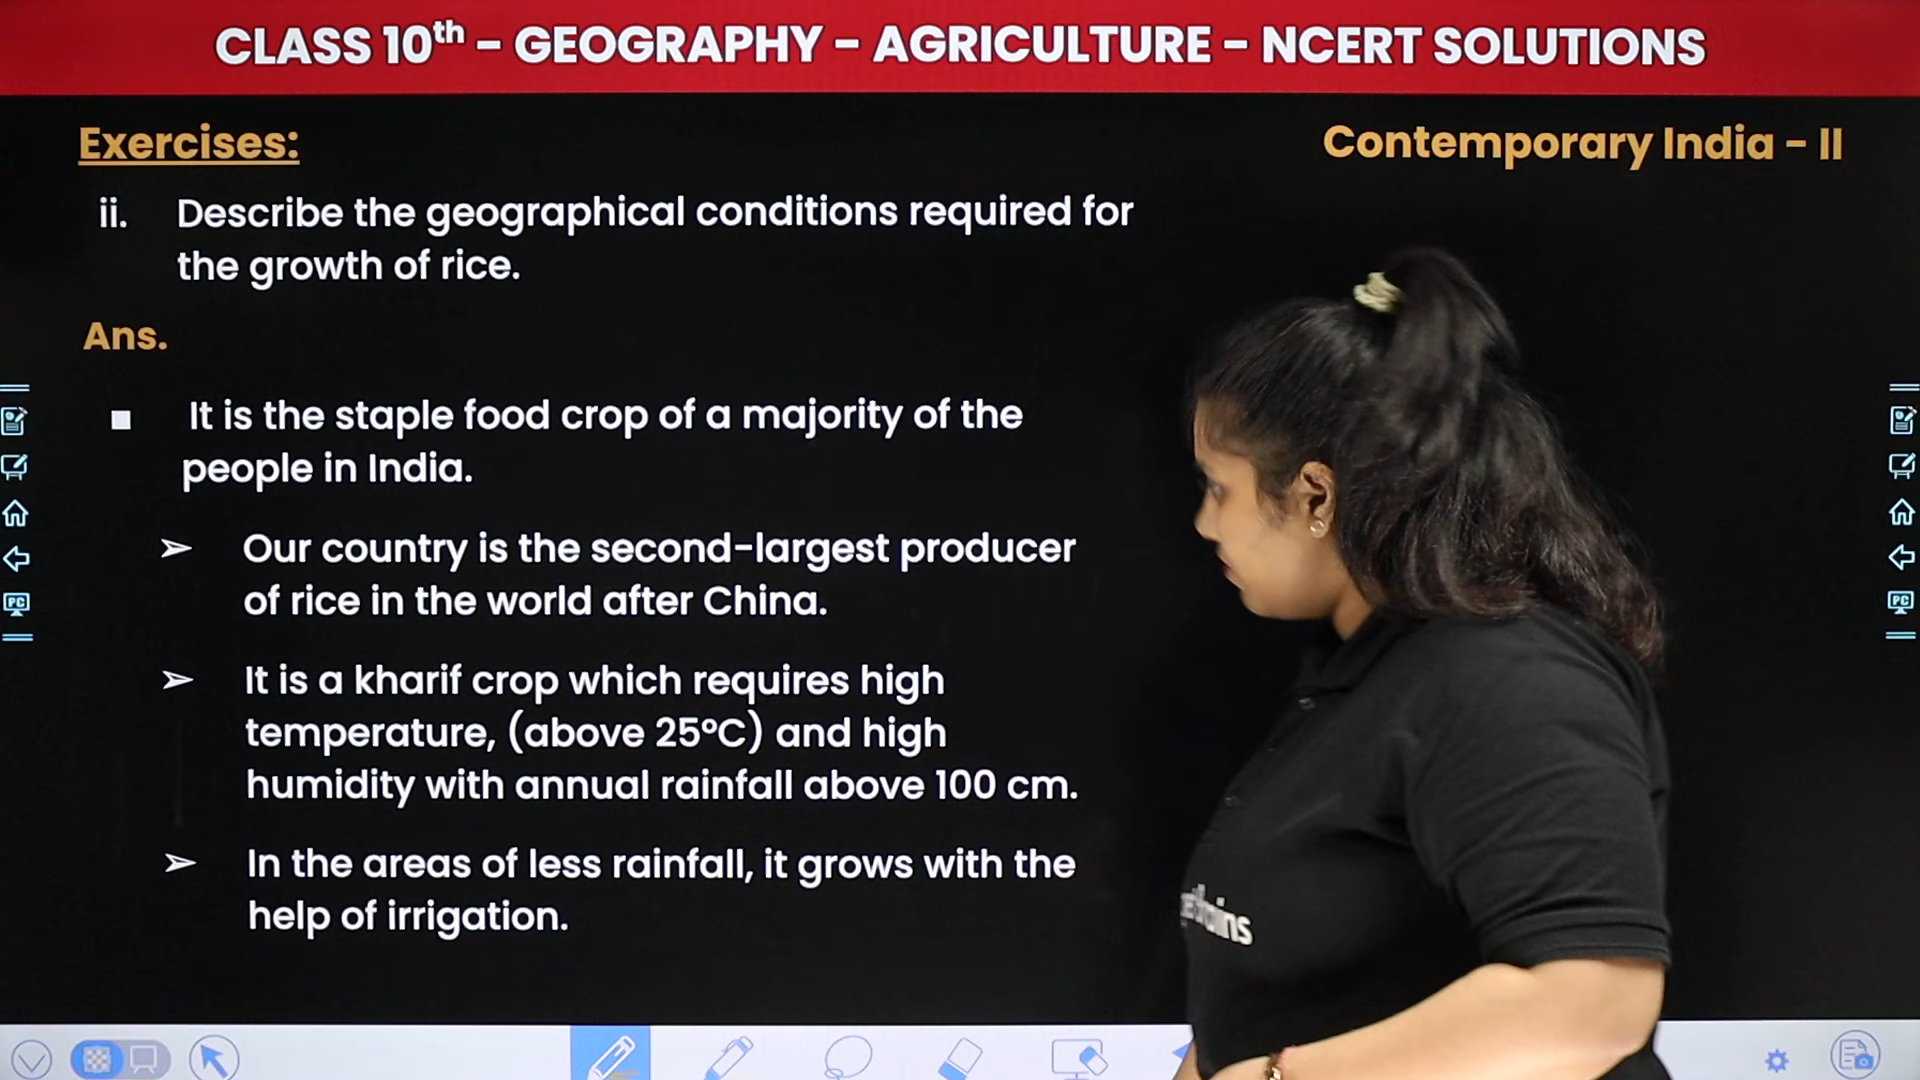 CLASS 10th - GEOGRAPHY - AGRICULTURE - NCERT SOLUTIONS
Exercises:
Contemporary India - II
ii. Describe the geographical conditions required for
the growth of rice.
Ans.
■ It is the staple food crop of a majority of the
people in India.
➢ Our country is the second-largest producer
of rice in the world after China.
➢ It is a kharif crop which requires high
temperature, (above 25°C) and high
humidity with annual rainfall above 100 cm.
➢ In the areas of less rainfall, it grows with the
help of irrigation.
PC
PC